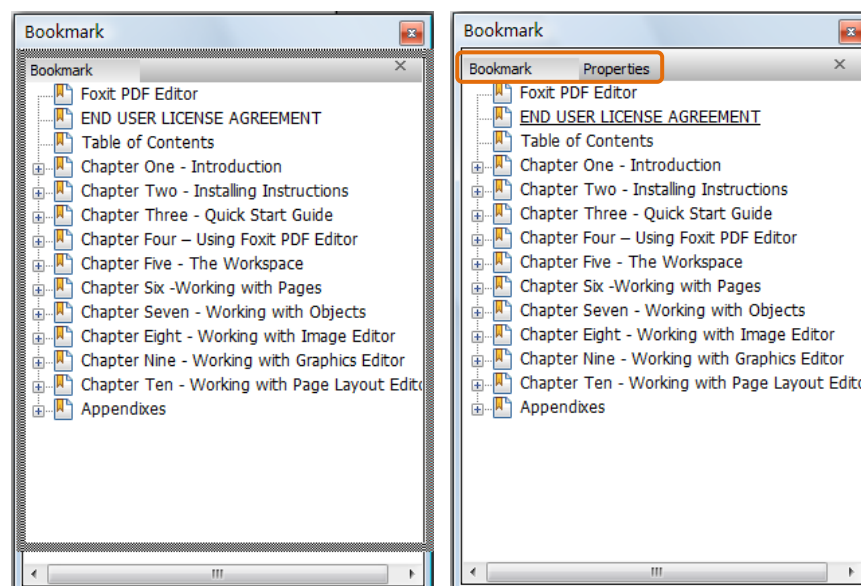 Bookmark
Bookmark
Foxit PDF Editor
END USER LICENSE AGREEMENT
Table of Contents
Chapter One - Introduction
Chapter Two - Installing Instructions
Chapter Three - Quick Start Guide
Chapter Four – Using Foxit PDF Editor
Chapter Five - The Workspace
Chapter Six -Working with Pages
Chapter Seven - Working with Objects
Chapter Eight - Working with Image Editor
Chapter Nine - Working with Graphics Editor
Chapter Ten - Working with Page Layout Edito
Appendixes
Bookmark
Bookmark Properties
Foxit PDF Editor
END USER LICENSE AGREEMENT
Table of Contents
Chapter One - Introduction
Chapter Two - Installing Instructions
Chapter Three - Quick Start Guide
Chapter Four – Using Foxit PDF Editor
Chapter Five - The Workspace
Chapter Six -Working with Pages
Chapter Seven - Working with Objects
Chapter Eight - Working with Image Editor
Chapter Nine - Working with Graphics Editor
Chapter Ten - Working with Page Layout Edito
Appendixes